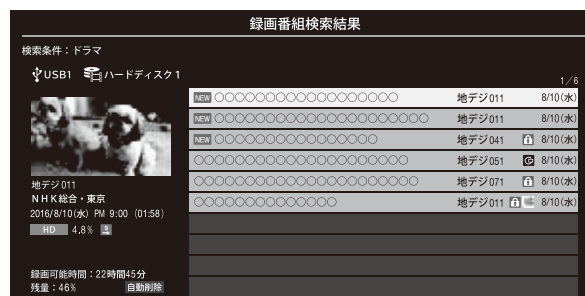 録画番組検索結果
検索条件：ドラマ
USB1 ハードディスク1
1/6
NEW ○○○○○○○○○○○○○○○○○○ 地デジ011 8/10(水)
NEW ○○○○○○○○○○○○○○○○○○○○○ 地デジ011 8/10(水)
NEW ○○○○○○○○○○○○○○○○ 地デジ041 8/10(水)
○○○○○○○○○○○○○○○○○○○○○ 地デジ051 G 8/10(水)
○○○○○○○○○○○○○○○○○○○○○○ 地デジ071 8/10(水)
○○○○○○○○○○○○○○ 地デジ011 8/10(水)
地デジ011
NHK総合・東京
2016/8/10(水) PM 9:00 (01:58)
HD 4.8%
録画可能時間：22時間45分
残量：46% 自動削除